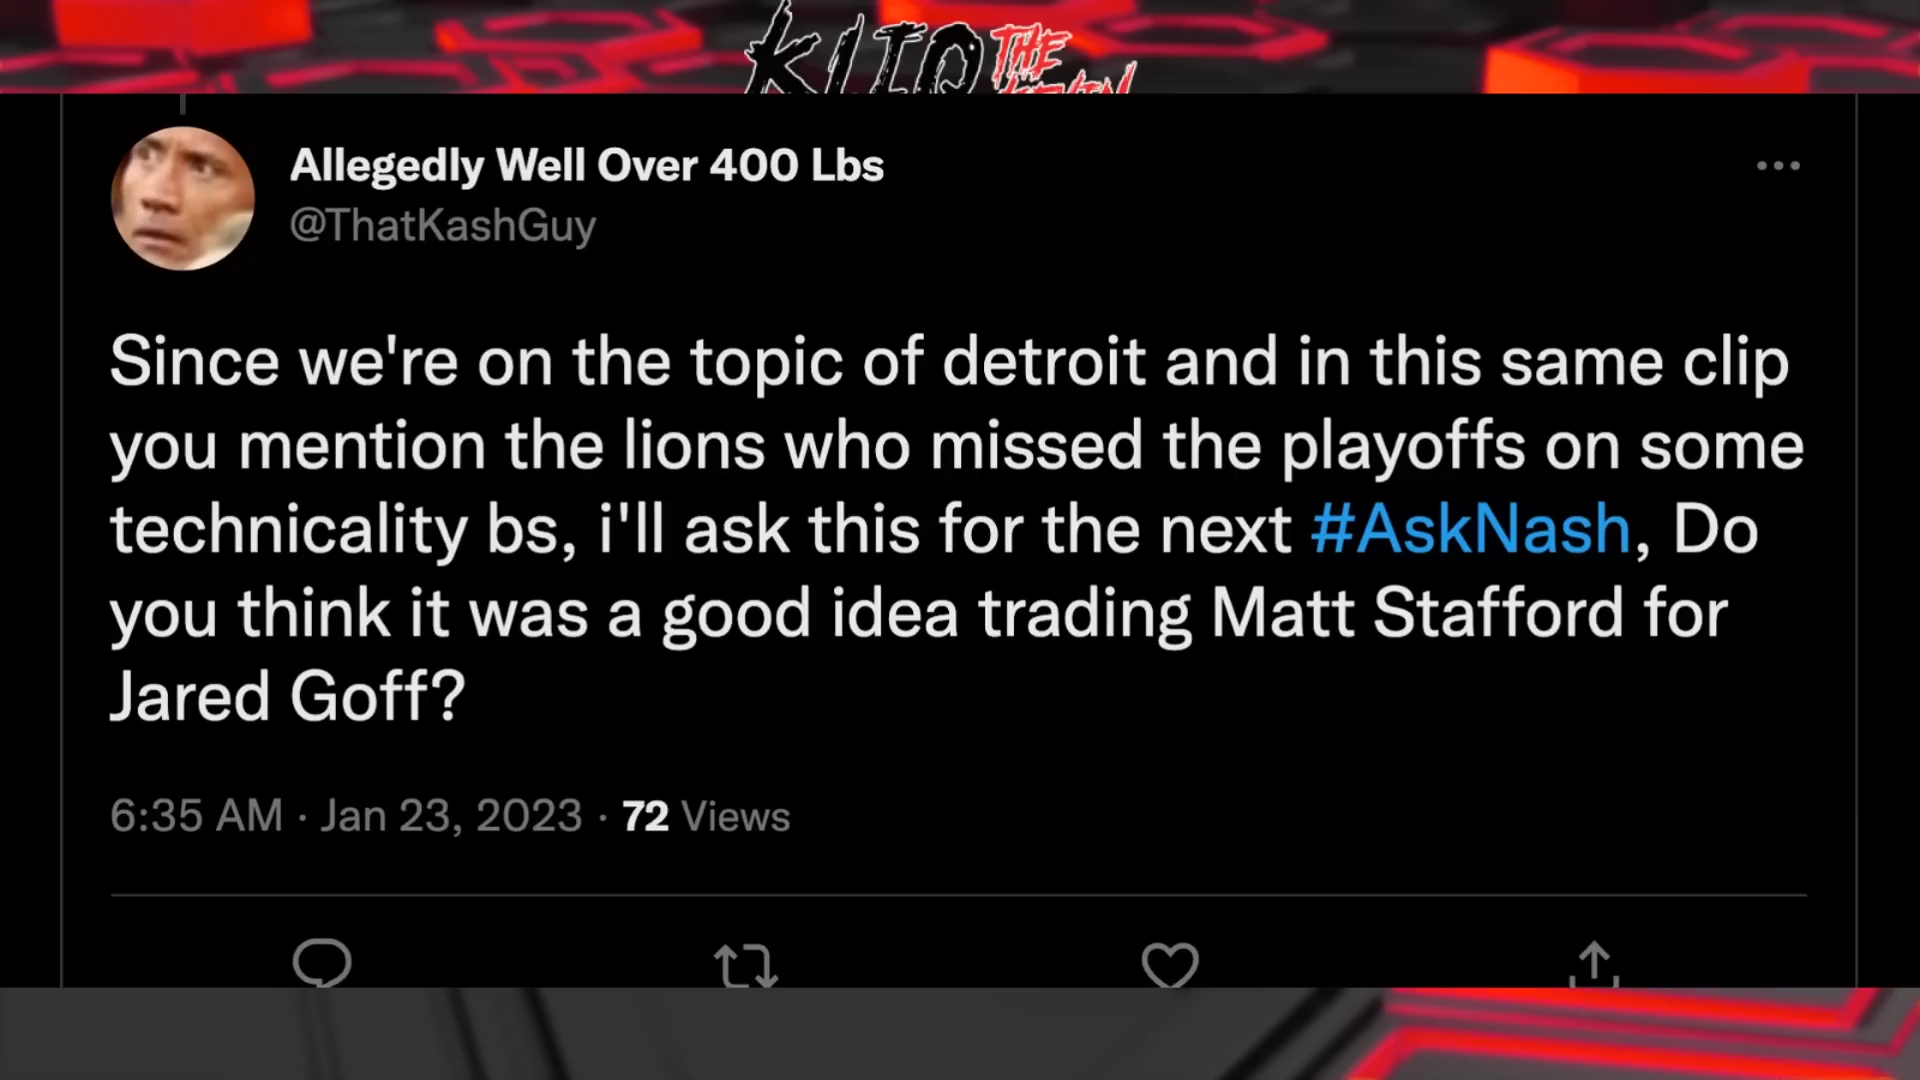 KLIQ THE
Allegedly Well Over 400 Lbs
@ThatKashGuy
Since we're on the topic of detroit and in this same clip
you mention the lions who missed the playoffs on some
technicality bs, i'll ask this for the next #AskNash, Do
you think it was a good idea trading Matt Stafford for
Jared Goff?
6:35 AM · Jan 23, 2023 · 72 Views